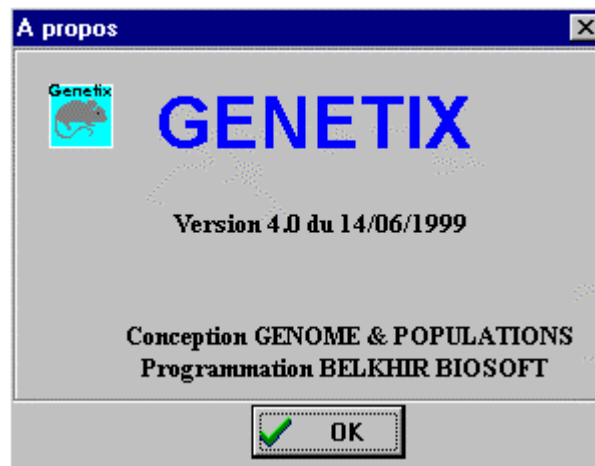 A propos
Genetix
GENETIX
Version 4.0 du 14/06/1999
Conception GENOME & POPULATIONS
Programmation BELKHIR BIOSOFT
OK